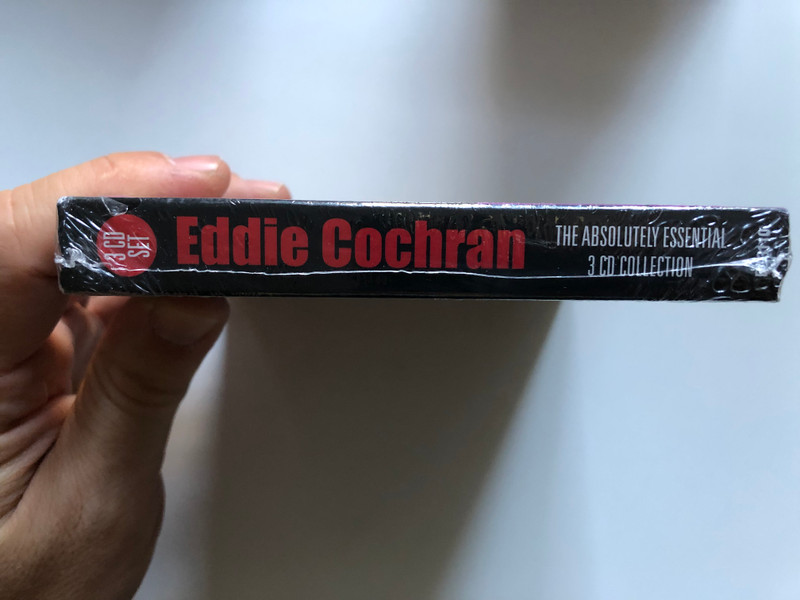 3 CD
SET
Eddie Cochran
THE ABSOLUTELY ESSENTIAL
3 CD COLLECTION